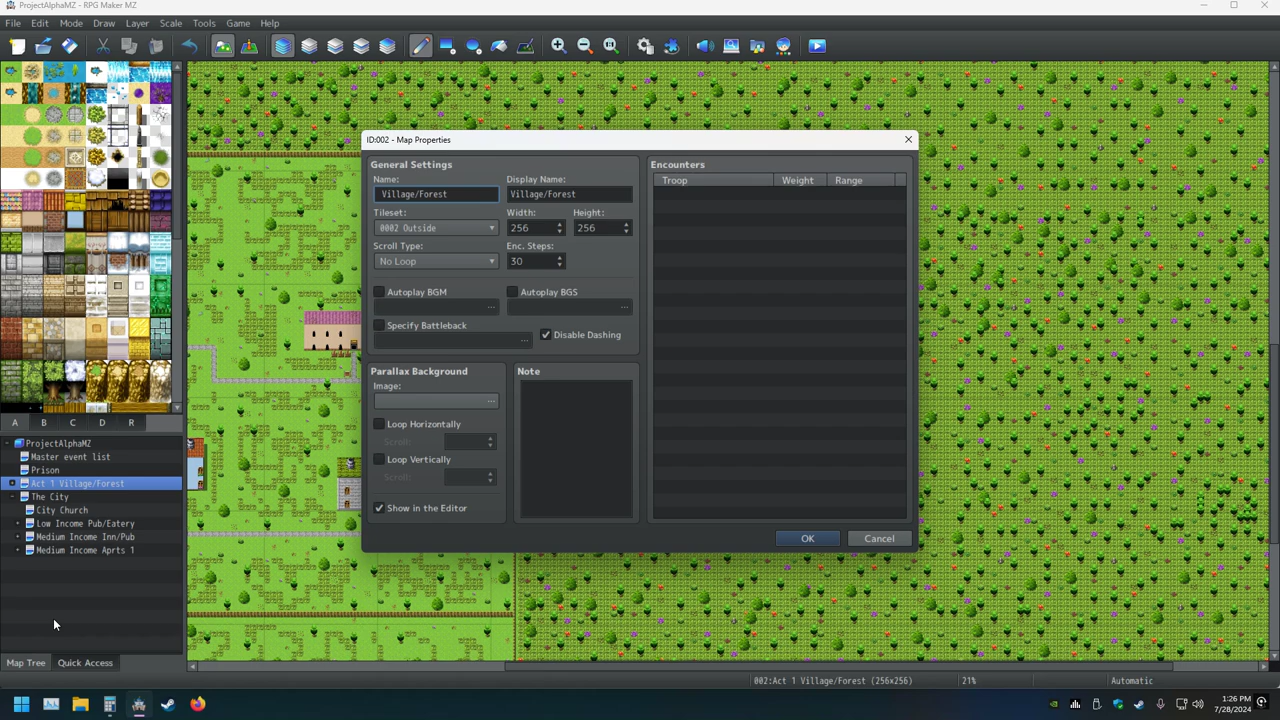 ProjectAlphaMZ - RPG Maker MZ
File Edit Mode Draw Layer Scale Tools Game Help
ID:002 - Map Properties
General Settings
Name: Display Name:
Village/Forest Village/Forest
Tileset: Width: Height:
0002 Outside 256 256
Scroll Type: Enc. Steps:
No Loop 30
Autoplay BGM Autoplay BGS
Specify Battleback
Disable Dashing
Parallax Background
Image:
Loop Horizontally
Scroll:
Loop Vertically
Scroll:
Show in the Editor
Note
Encounters
Troop Weight Range
OK Cancel
A B C D R
ProjectAlphaMZ
Master event list
Prison
Act 1 Village/Forest
The City
City Church
Low Income Pub/Eatery
Medium Income Inn/Pub
Medium Income Aprts 1
Map Tree Quick Access
002:Act 1 Village/Forest (256x256) 21% Automatic
1:26 PM
7/28/2024